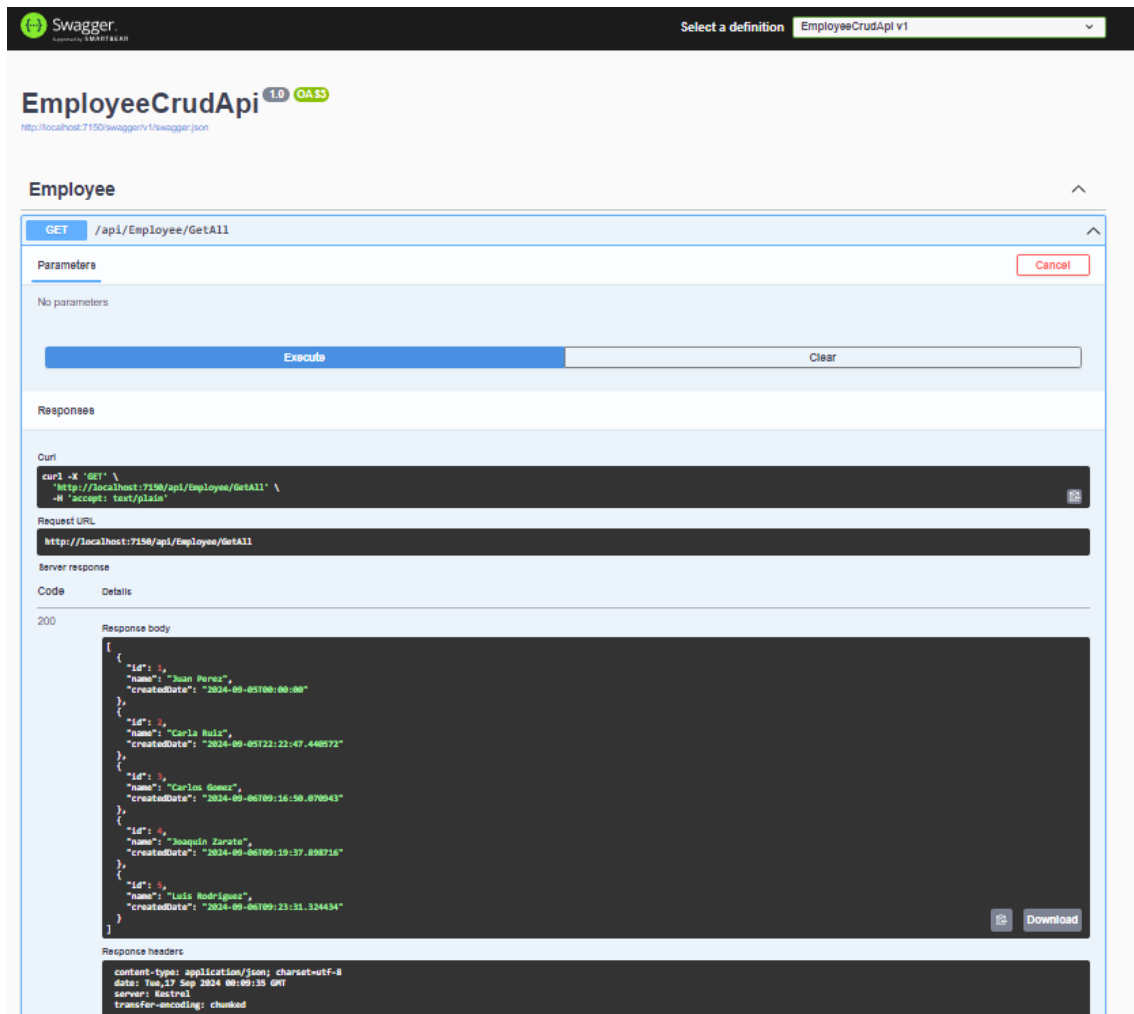 Swagger.
Supported by SMARTBEAR
Select a definition
EmployeeCrudApi v1
EmployeeCrudApi 1.0 OAS3
http://localhost:7150/swagger/v1/swagger.json
Employee
GET /api/Employee/GetAll
Parameters
Cancel
No parameters
Execute
Clear
Responses
Curl
curl -X 'GET' \
'http://localhost:7150/api/Employee/GetAll' \
-H 'accept: text/plain'
Request URL
http://localhost:7150/api/Employee/GetAll
Server response
Code Details
200
Response body
[
{
"id": 1,
"name": "Juan Perez",
"createdDate": "2024-09-05T00:00:00"
},
{
"id": 2,
"name": "Carla Ruiz",
"createdDate": "2024-09-05T22:22:47.440572"
},
{
"id": 3,
"name": "Carlos Gomez",
"createdDate": "2024-09-06T09:16:50.070943"
},
{
"id": 4,
"name": "Joaquin Zarate",
"createdDate": "2024-09-06T09:19:37.898716"
},
{
"id": 5,
"name": "Luis Rodriguez",
"createdDate": "2024-09-06T09:23:31.324434"
}
]
Download
Response headers
content-type: application/json; charset=utf-8
date: Tue,17 Sep 2024 00:09:35 GMT
server: Kestrel
transfer-encoding: chunked